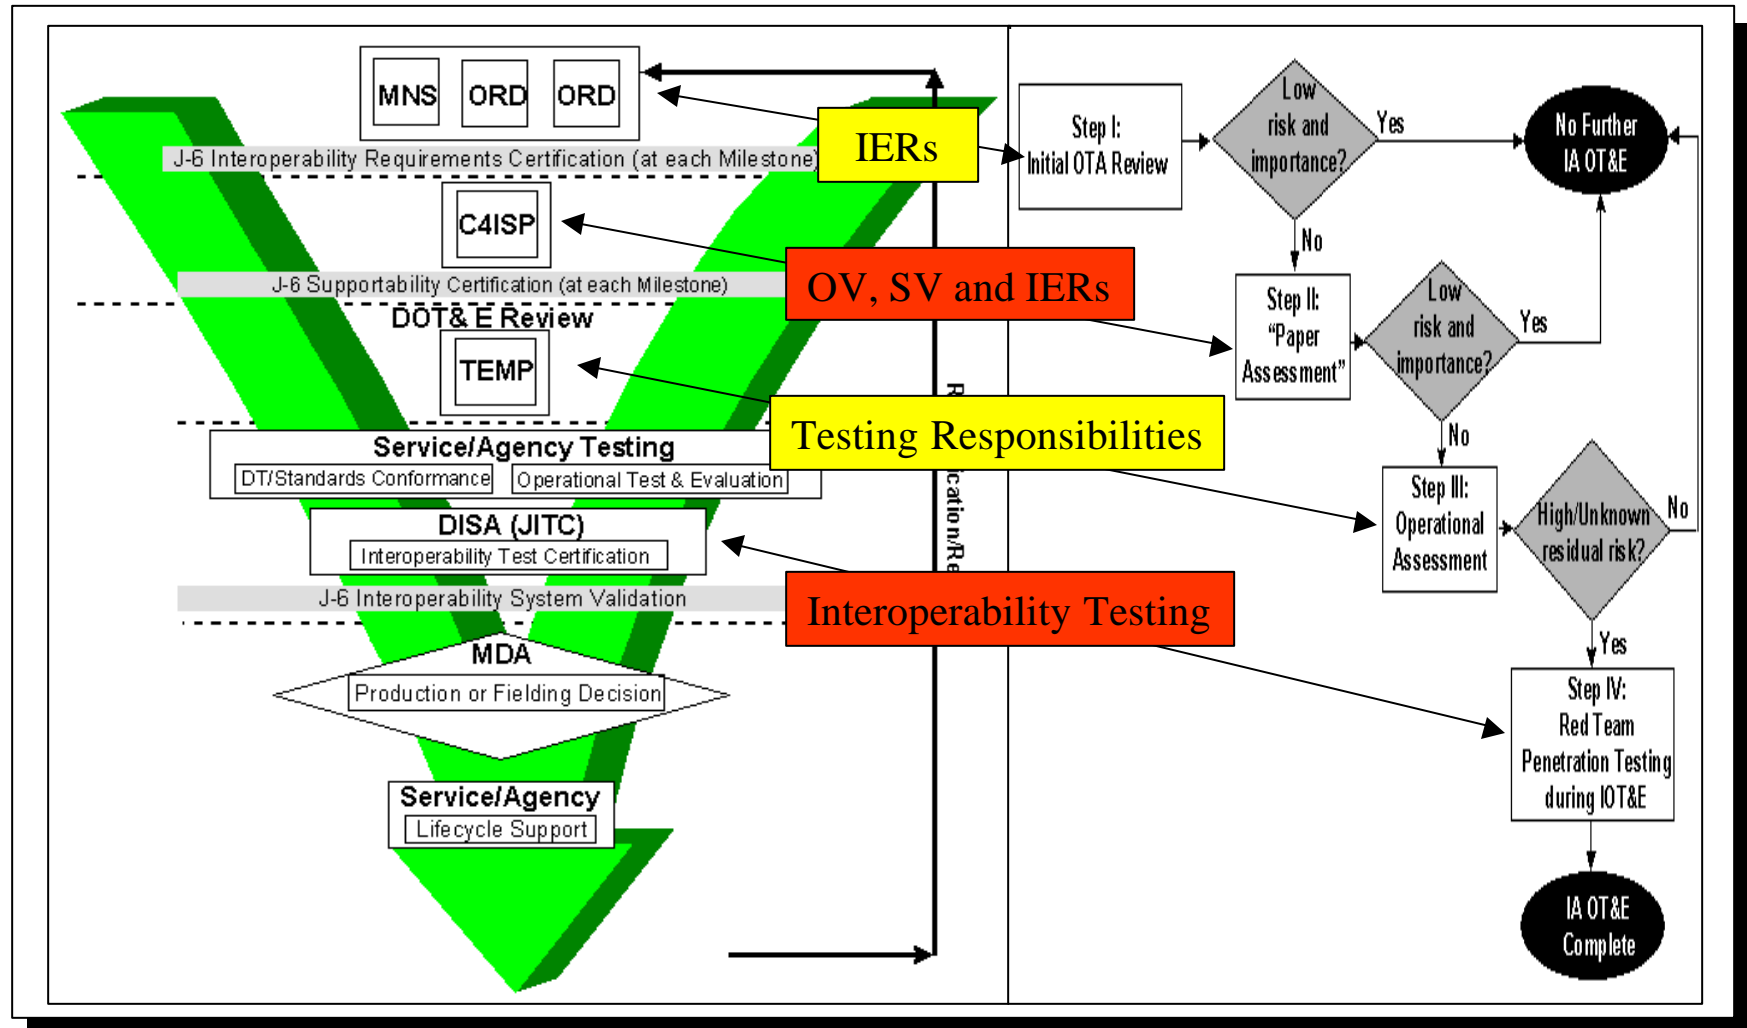 MNS
ORD
ORD
J-6 Interoperability Requirements Certification (at each Milestone)
C4ISP
J-6 Supportability Certification (at each Milestone)
DOT& E Review
TEMP
Service/Agency Testing
DT/Standards Conformance
Operational Test & Evaluation
DISA (JITC)
Interoperability Test Certification
J-6 Interoperability System Validation
MDA
Production or Fielding Decision
Service/Agency
Lifecycle Support
IERs
OV, SV and IERs
Testing Responsibilities
Interoperability Testing
Step I:
Initial OTA Review
Low
risk and
importance?
Yes
No Further
IA OT&E
No
Step II:
“Paper
Assessment”
Low
risk and
importance?
Yes
No
Step III:
Operational
Assessment
High/Unknown
residual risk?
No
Yes
Step IV:
Red Team
Penetration Testing
during IOT&E
IA OT&E
Complete